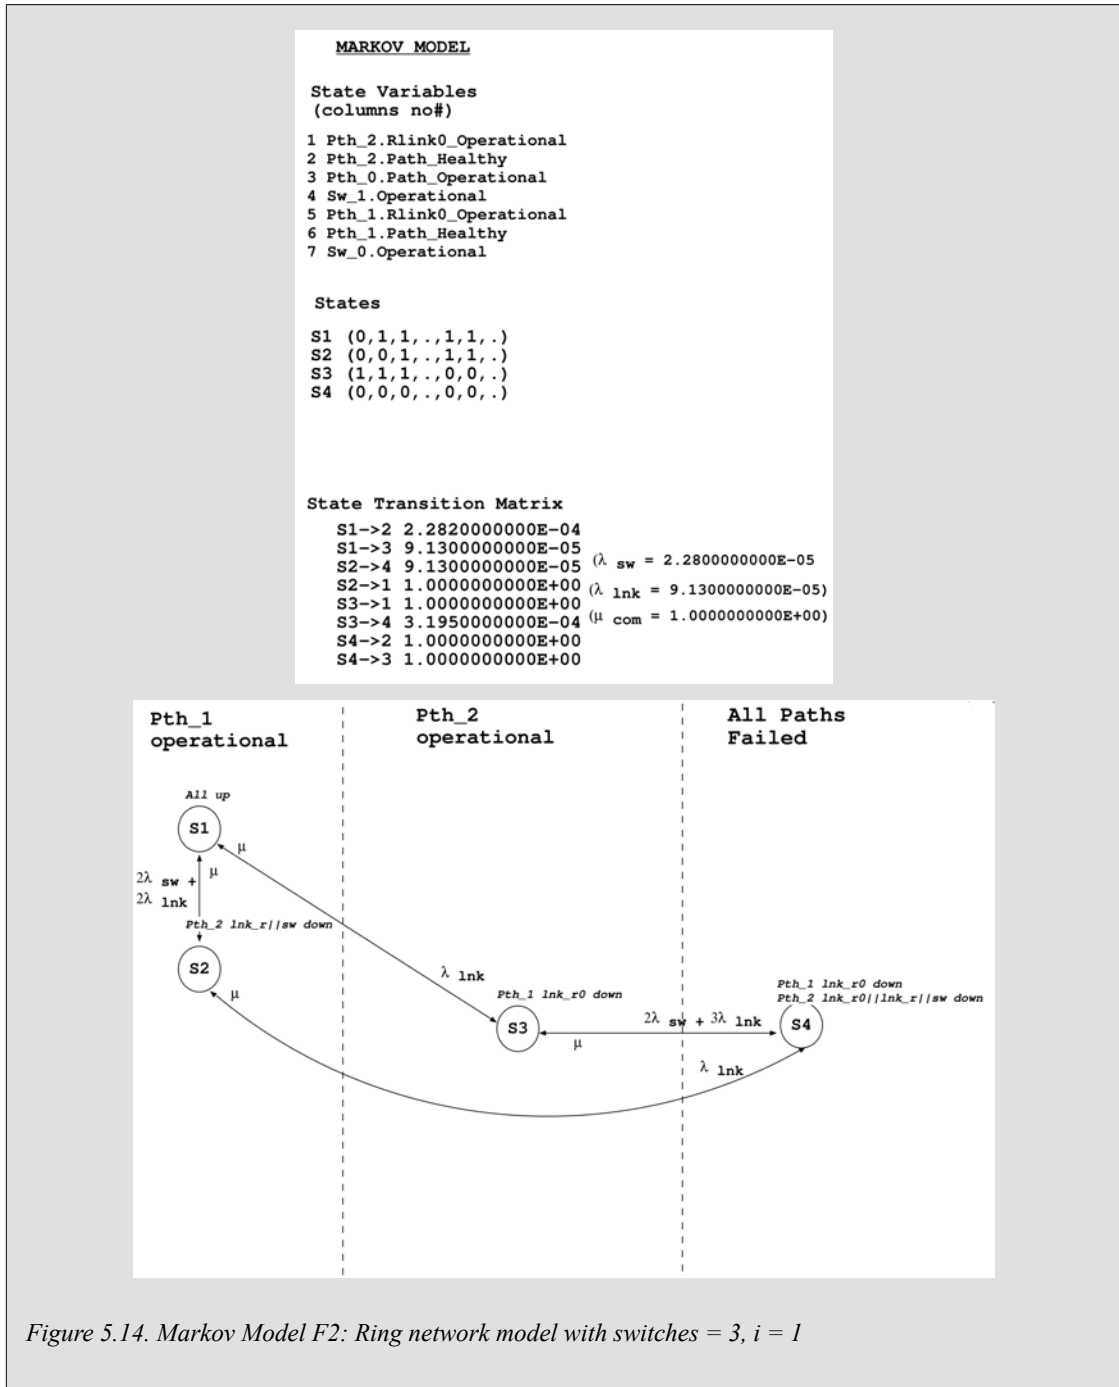 MARKOV MODEL
State Variables
(columns no#)
1 Pth_2.Rlink0_Operational
2 Pth_2.Path_Healthy
3 Pth_0.Path_Operational
4 Sw_1.Operational
5 Pth_1.Rlink0_Operational
6 Pth_1.Path_Healthy
7 Sw_0.Operational
States
S1 (0,1,1,.,1,1,.)
S2 (0,0,1,.,1,1,.)
S3 (1,1,1,.,0,0,.)
S4 (0,0,0,.,0,0,.)
State Transition Matrix
S1->2 2.2820000000E-04
S1->3 9.1300000000E-05
S2->4 9.1300000000E-05 (λ sw = 2.2800000000E-05
S2->1 1.0000000000E+00 (λ lnk = 9.1300000000E-05)
S3->1 1.0000000000E+00
S3->4 3.1950000000E-04 (μ com = 1.0000000000E+00)
S4->2 1.0000000000E+00
S4->3 1.0000000000E+00
Pth_1 operational
Pth_2 operational
All Paths Failed
All up
S1
μ
2λ sw +
2λ lnk
μ
Pth_2 lnk_r||sw down
S2
μ
λ lnk
Pth_1 lnk_r0 down
S3
μ
2λ sw + 3λ lnk
Pth_1 lnk_r0 down
Pth_2 lnk_r0||lnk_r||sw down
S4
λ lnk
Figure 5.14. Markov Model F2: Ring network model with switches = 3, i = 1